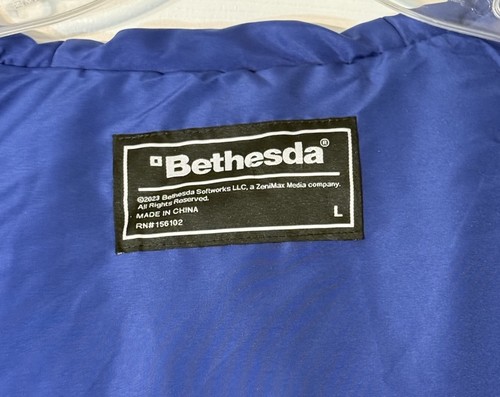 Bethesda®
©2023 Bethesda Softworks LLC, a ZeniMax Media company.
All Rights Reserved.
MADE IN CHINA
RN#156102
L